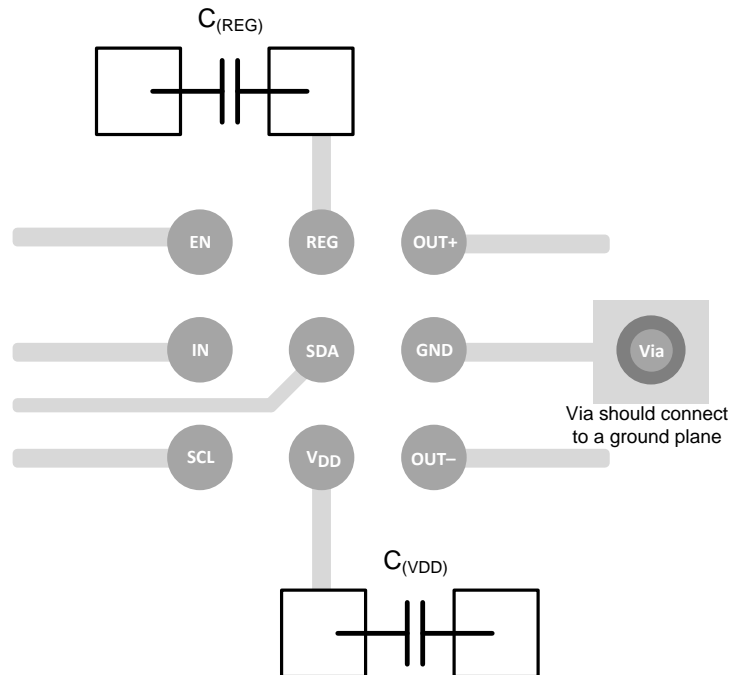 C(REG)
EN
REG
OUT+
IN
SDA
GND
Via
Via should connect
to a ground plane
SCL
VDD
OUT–
C(VDD)